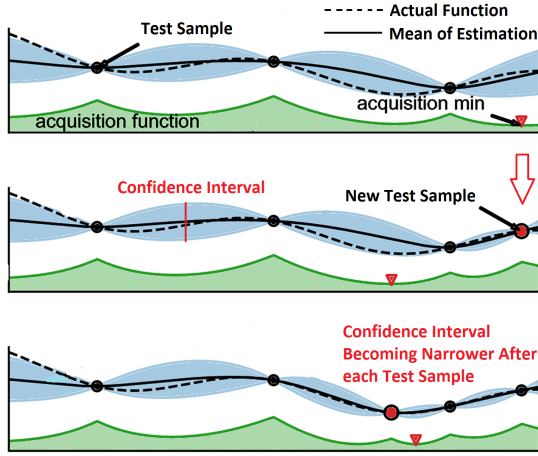 Actual Function
Test Sample
Mean of Estimation
acquisition min
acquisition function
Confidence Interval
New Test Sample
Confidence Interval
Becoming Narrower After
each Test Sample